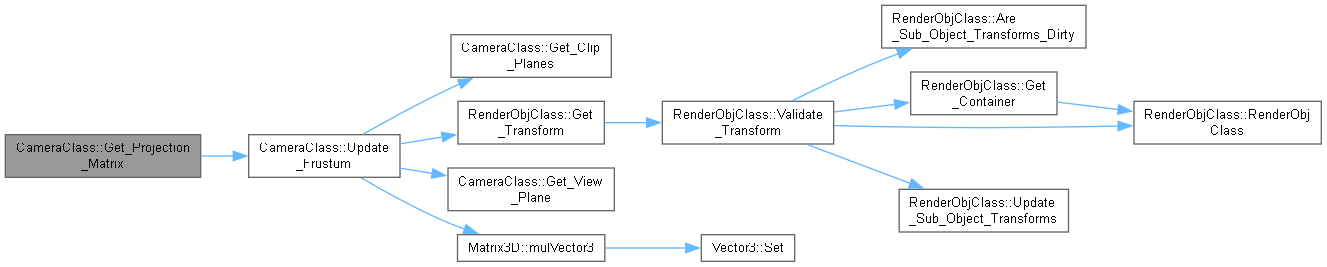 CameraClass::Get_Projection
_Matrix
CameraClass::Update
_Frustum
CameraClass::Get_Clip
_Planes
RenderObjClass::Get
_Transform
CameraClass::Get_View
_Plane
Matrix3D::mulVector3
RenderObjClass::Validate
_Transform
Vector3::Set
RenderObjClass::Are
_Sub_Object_Transforms_Dirty
RenderObjClass::Get
_Container
RenderObjClass::Update
_Sub_Object_Transforms
RenderObjClass::RenderObj
Class